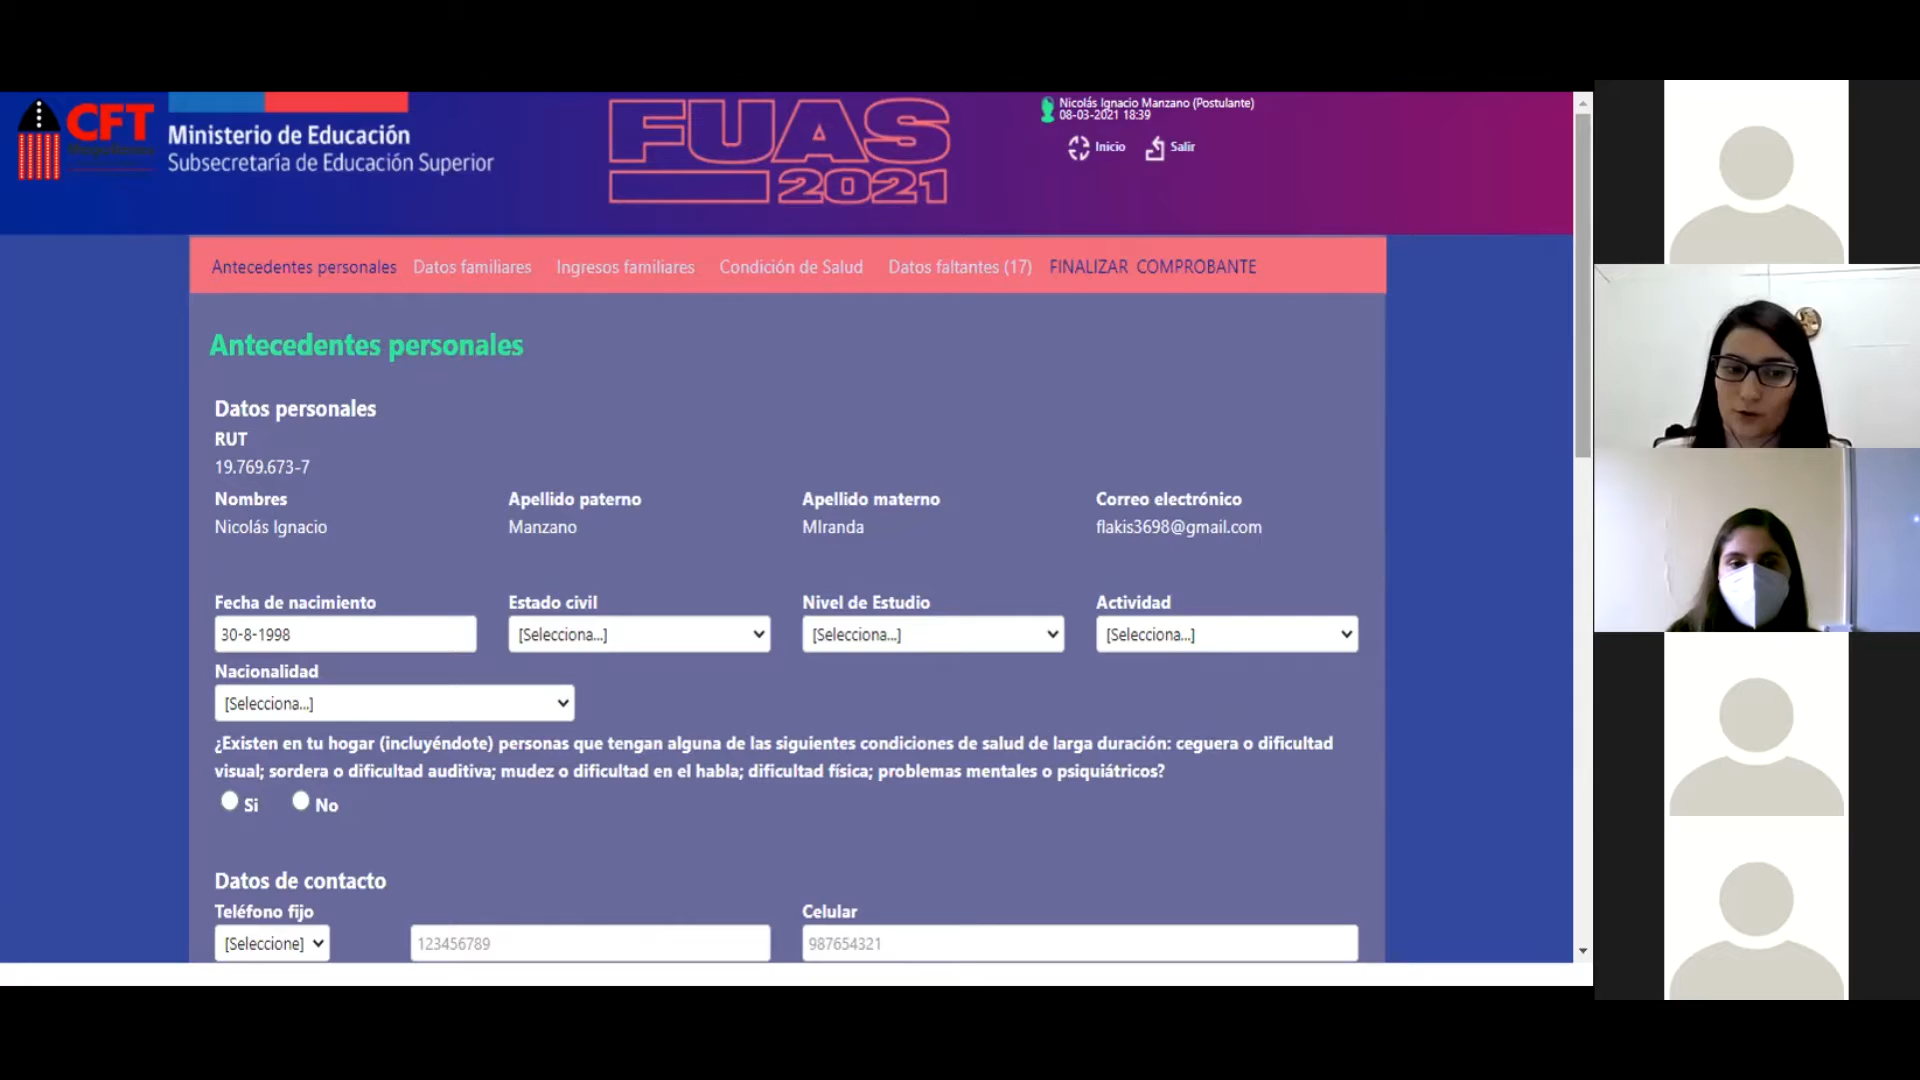 CFT
Ministerio de Educación
Subsecretaría de Educación Superior
FUAS
2021
Nicolás Ignacio Manzano (Postulante)
08-03-2021 18:39
Inicio Salir
Antecedentes personales Datos familiares Ingresos familiares Condición de Salud Datos faltantes (17) FINALIZAR COMPROBANTE
Antecedentes personales
Datos personales
RUT
19.769.673-7
Nombres Apellido paterno Apellido materno Correo electrónico
Nicolás Ignacio Manzano MIranda flakis3698@gmail.com
Fecha de nacimiento Estado civil Nivel de Estudio Actividad
30-8-1998 [Selecciona...] [Selecciona...] [Selecciona...]
Nacionalidad
[Selecciona...]
¿Existen en tu hogar (incluyéndote) personas que tengan alguna de las siguientes condiciones de salud de larga duración: ceguera o dificultad
visual; sordera o dificultad auditiva; mudez o dificultad en el habla; dificultad física; problemas mentales o psiquiátricos?
Si No
Datos de contacto
Teléfono fijo Celular
[Seleccione] 123456789 987654321